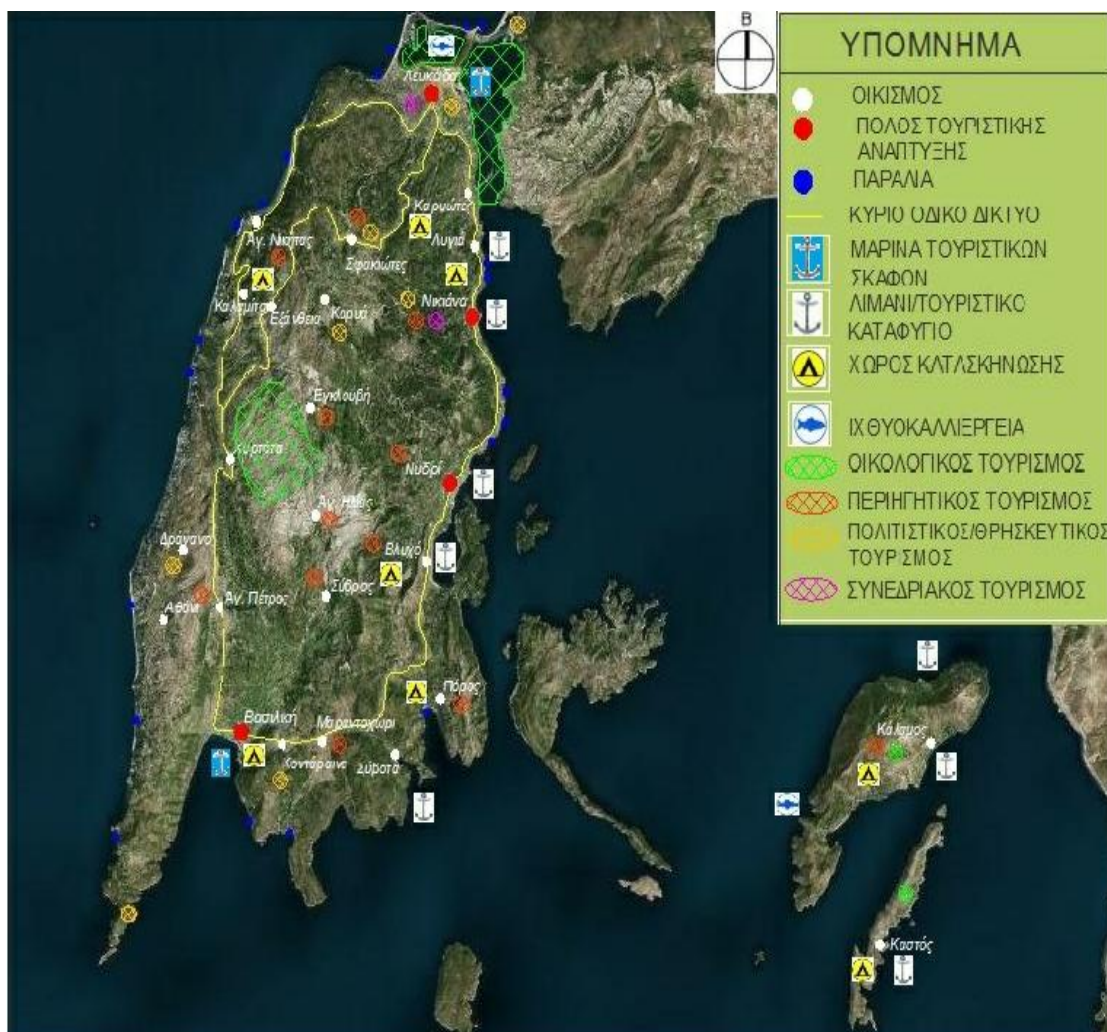 Β
ΥΠΟΜΝΗΜΑ
ΟΙΚΙΣΜΟΣ
ΠΟΛΟΣ ΤΟΥΡΙΣΤΙΚΗΣ
ΑΝΑΠΤΥΞΗΣ
ΠΑΡΑΛΙΑ
ΚΥΡΙΟ ΟΔΙΚΟ ΔΙΚΤΥΟ
ΜΑΡΙΝΑ ΤΟΥΡΙΣΤΙΚΩΝ
ΣΚΑΦΩΝ
ΛΙΜΑΝΙ/ΤΟΥΡΙΣΤΙΚΟ
ΚΑΤΑΦΥΓΙΟ
ΧΩΡΟΣ ΚΑΤΑΣΚΗΝΩΣΗΣ
ΙΧΘΥΟΚΑΛΛΙΕΡΓΕΙΑ
ΟΙΚΟΛΟΓΙΚΟΣ ΤΟΥΡΙΣΜΟΣ
ΠΕΡΙΗΓΗΤΙΚΟΣ ΤΟΥΡΙΣΜΟΣ
ΠΟΛΙΤΙΣΤΙΚΟΣ/ΘΡΗΣΚΕΥΤΙΚΟΣ
ΤΟΥΡΙΣΜΟΣ
ΣΥΝΕΔΡΙΑΚΟΣ ΤΟΥΡΙΣΜΟΣ
Λευκάδα
Καρυώτες
Αγ. Νικήτας
Λυγιά
Σφακιώτες
Καλαμίτσι
Εξάνθεια
Καρυά
Νικιάνα
Εγκλουβή
Νυδρί
Αγ. Ηλίας
Δράγανο
Βλυχό
Σύβρος
Αθάνι
Αγ. Πέτρος
Πόρος
Βασιλική
Μαραντοχώρι
Κοντάραινα
Σύβοτα
Κάλαμος
Καστός